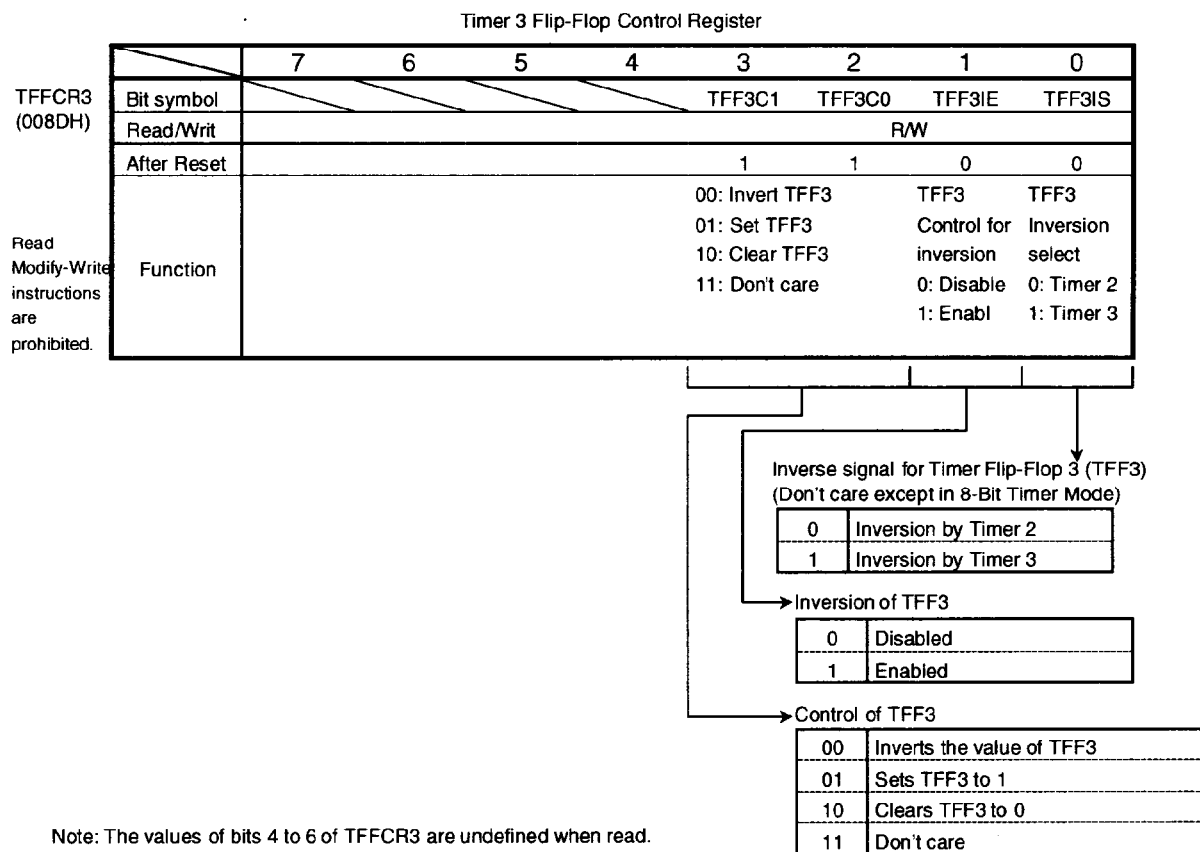 Timer 3 Flip-Flop Control Register
7 6 5 4 3 2 1 0
TFFCR3
(008DH)
Bit symbol TFF3C1 TFF3C0 TFF3IE TFF3IS
Read/Writ R/W
After Reset 1 1 0 0
Read
Modify-Write
instructions
are
prohibited.
Function
00: Invert TFF3
01: Set TFF3
10: Clear TFF3
11: Don't care
TFF3
Control for
inversion
0: Disable
1: Enabl
TFF3
Inversion
select
0: Timer 2
1: Timer 3
Inverse signal for Timer Flip-Flop 3 (TFF3)
(Don't care except in 8-Bit Timer Mode)
0 Inversion by Timer 2
1 Inversion by Timer 3
Inversion of TFF3
0 Disabled
1 Enabled
Control of TFF3
00 Inverts the value of TFF3
01 Sets TFF3 to 1
10 Clears TFF3 to 0
11 Don't care
Note: The values of bits 4 to 6 of TFFCR3 are undefined when read.